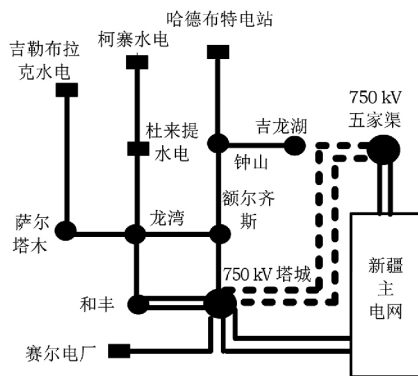 哈德布特电站
柯寨水电
吉勒布拉
克水电
750 kV
五家渠
杜来提
水电
吉龙湖
钟山
额尔齐
斯
萨尔
塔木
龙湾
750 kV 塔城
新疆
主
电网
和丰
赛尔电厂